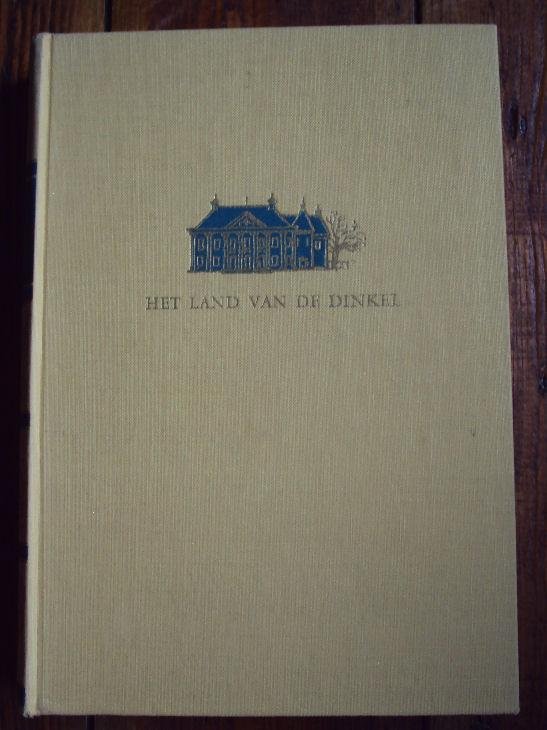 HET LAND VAN DE DINKEL